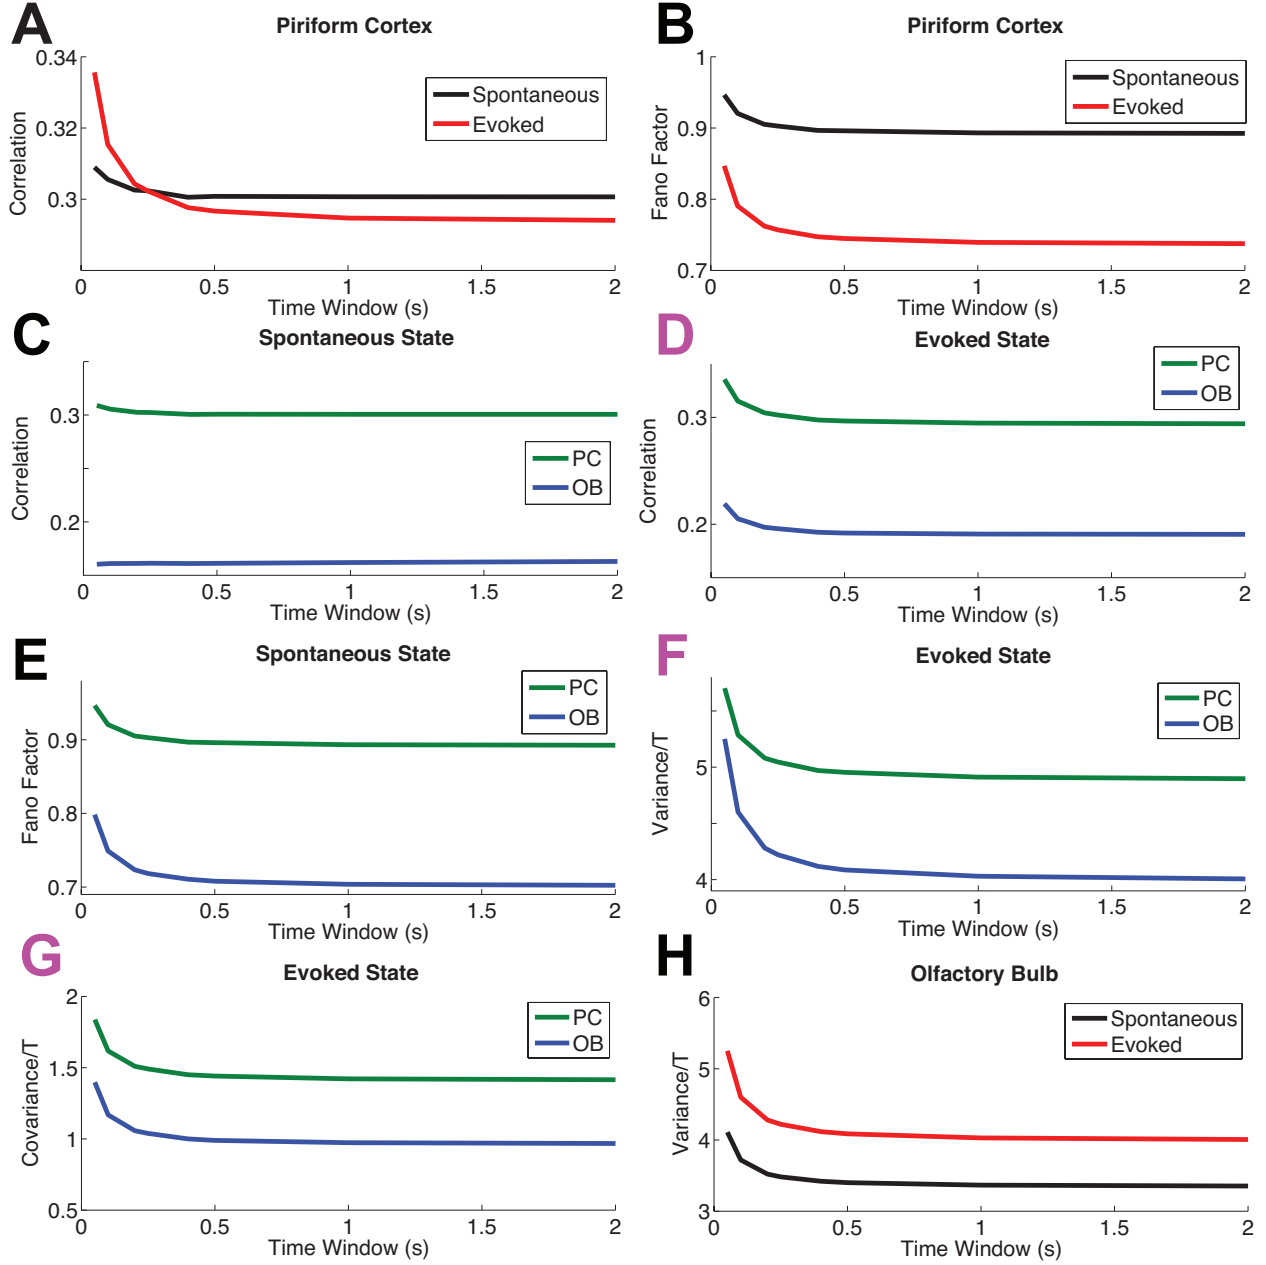 A
Piriform Cortex
0.34
0.32
0.3
Correlation
Spontaneous
Evoked
0 0.5 1 1.5 2
Time Window (s)
B
Piriform Cortex
1
0.9
0.8
0.7
Fano Factor
Spontaneous
Evoked
0 0.5 1 1.5 2
Time Window (s)
C
Spontaneous State
0.3
0.2
Correlation
PC
OB
0 0.5 1 1.5 2
Time Window (s)
D
Evoked State
0.3
0.2
Correlation
PC
OB
0 0.5 1 1.5 2
Time Window (s)
E
Spontaneous State
0.9
0.8
0.7
Fano Factor
PC
OB
0 0.5 1 1.5 2
Time Window (s)
F
Evoked State
5
4
Variance/T
PC
OB
0 0.5 1 1.5 2
Time Window (s)
G
Evoked State
2
1.5
1
0.5
Covariance/T
PC
OB
0 0.5 1 1.5 2
Time Window (s)
H
Olfactory Bulb
6
5
4
3
Variance/T
Spontaneous
Evoked
0 0.5 1 1.5 2
Time Window (s)